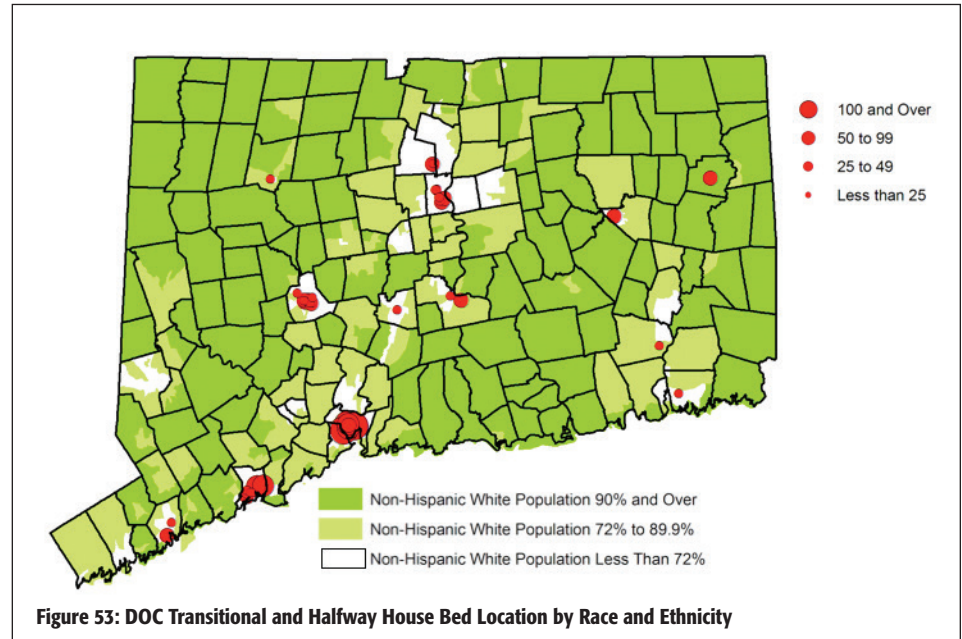 100 and Over
50 to 99
25 to 49
Less than 25
Non-Hispanic White Population 90% and Over
Non-Hispanic White Population 72% to 89.9%
Non-Hispanic White Population Less Than 72%
Figure 53: DOC Transitional and Halfway House Bed Location by Race and Ethnicity